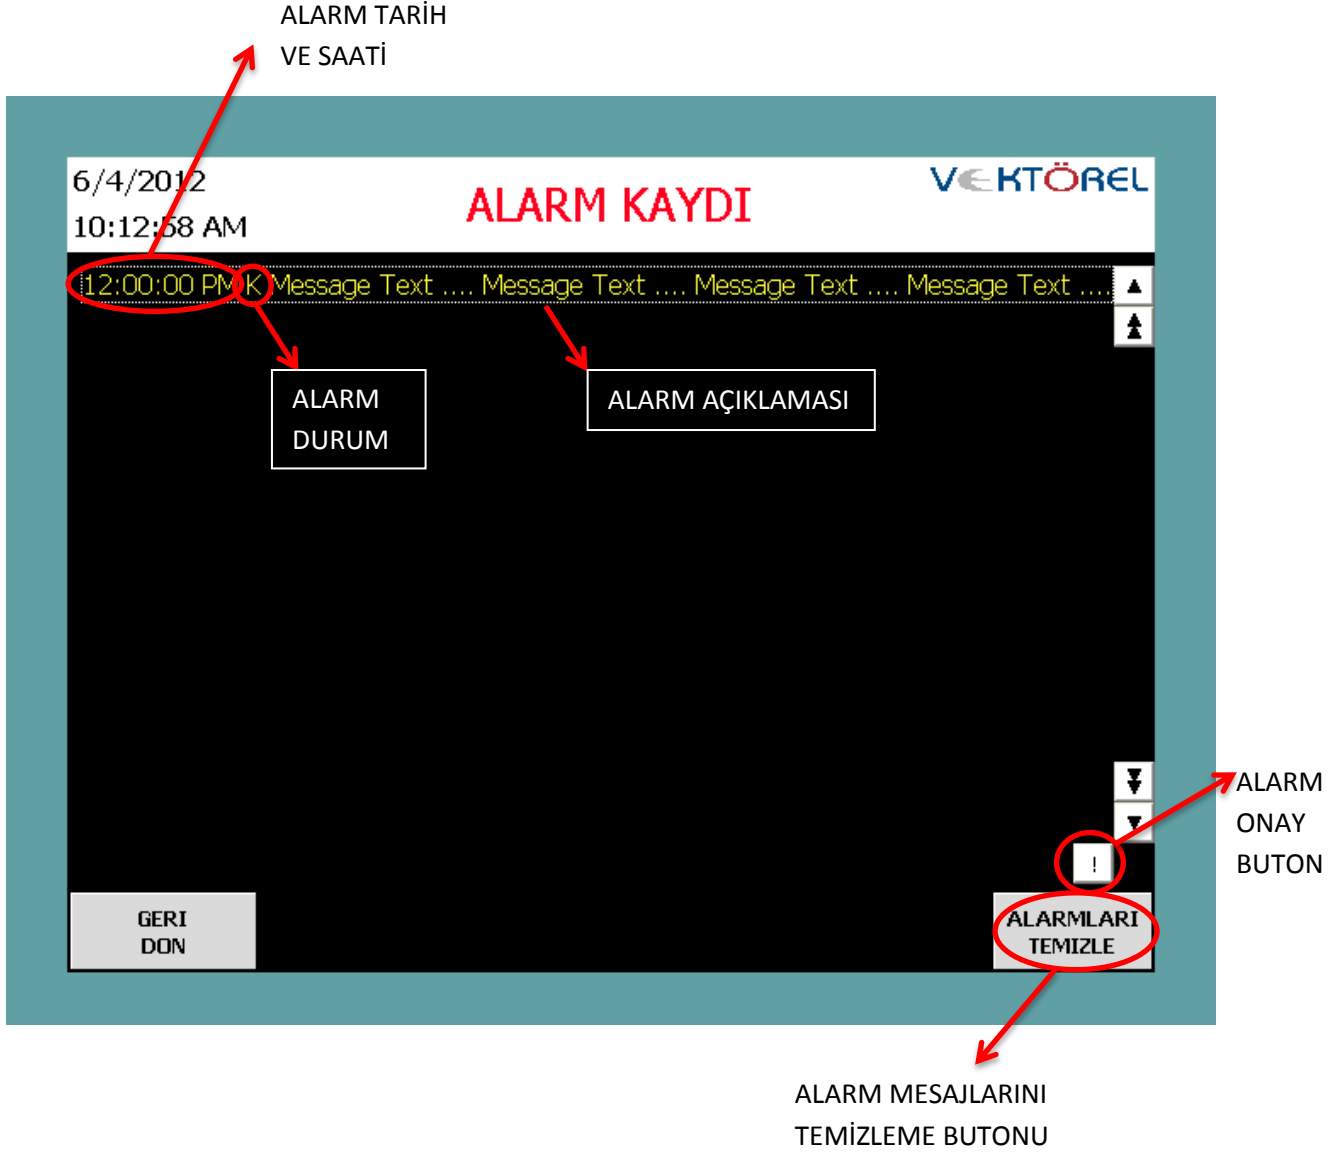 ALARM TARİH
VE SAATİ
6/4/2012
10:12:58 AM
ALARM KAYDI
VEKTÖREL
12:00:00 PM K Message Text .... Message Text .... Message Text .... Message Text ....
ALARM
DURUM
ALARM AÇIKLAMASI
ALARM
ONAY
BUTON
!
GERI
DON
ALARMLARI
TEMIZLE
ALARM MESAJLARINI
TEMİZLEME BUTONU